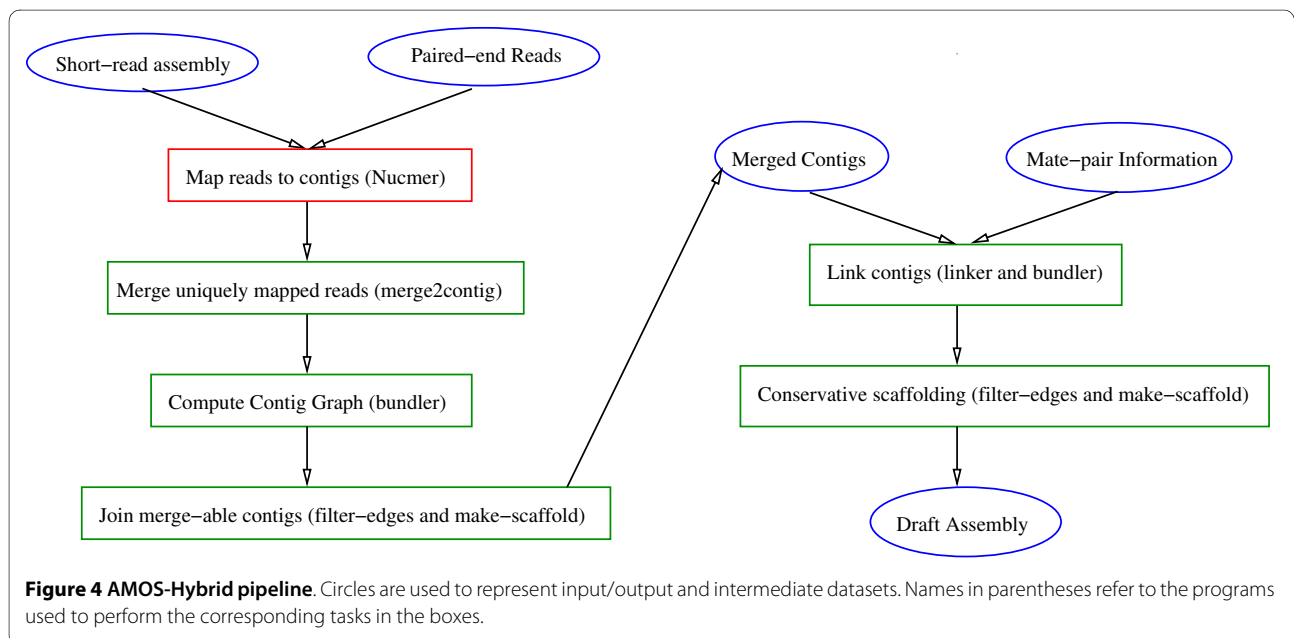 Short−read assembly
Paired−end Reads
Map reads to contigs (Nucmer)
Merge uniquely mapped reads (merge2contig)
Compute Contig Graph (bundler)
Join merge−able contigs (filter−edges and make−scaffold)
Merged Contigs
Mate−pair Information
Link contigs (linker and bundler)
Conservative scaffolding (filter−edges and make−scaffold)
Draft Assembly
Figure 4 AMOS-Hybrid pipeline. Circles are used to represent input/output and intermediate datasets. Names in parentheses refer to the programs
used to perform the corresponding tasks in the boxes.